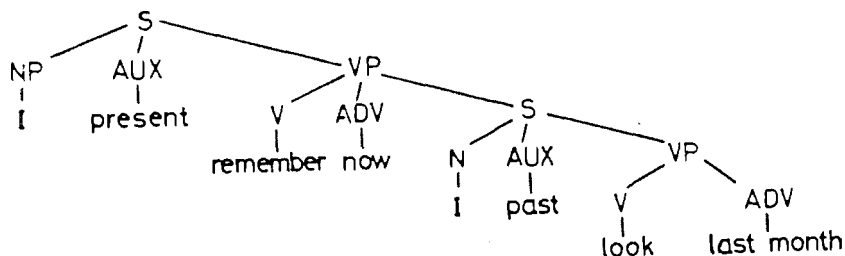 S
NP AUX VP
I present V ADV S
remember now N AUX VP
I past V ADV
look last month